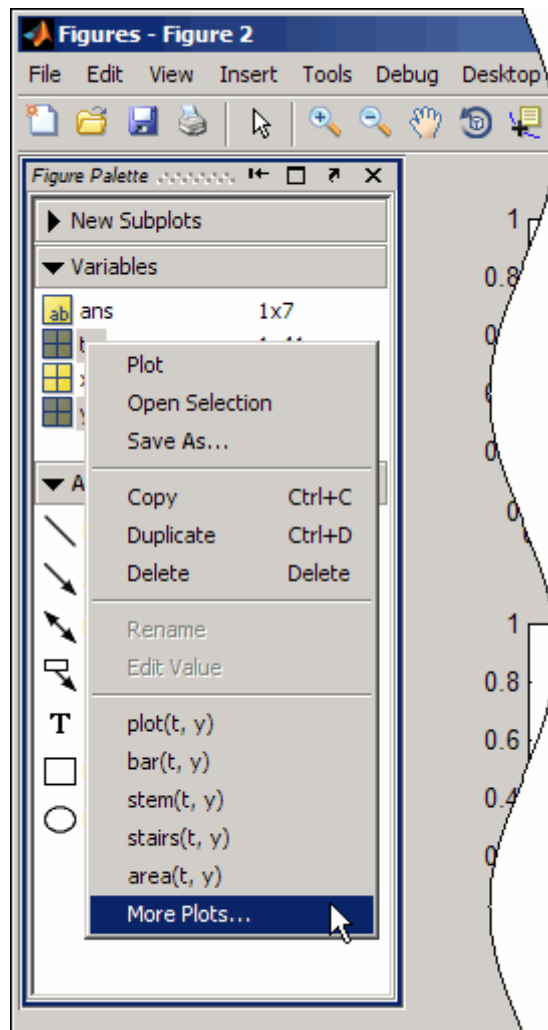 Figures - Figure 2
File Edit View Insert Tools Debug Desktop
Figure Palette
New Subplots
Variables
ans 1x7
t
y
A
Plot
Open Selection
Save As...
Copy Ctrl+C
Duplicate Ctrl+D
Delete Delete
Rename
Edit Value
T
plot(t, y)
bar(t, y)
stem(t, y)
stairs(t, y)
area(t, y)
More Plots...
1
0.8
1
0.8
0.6
0.4